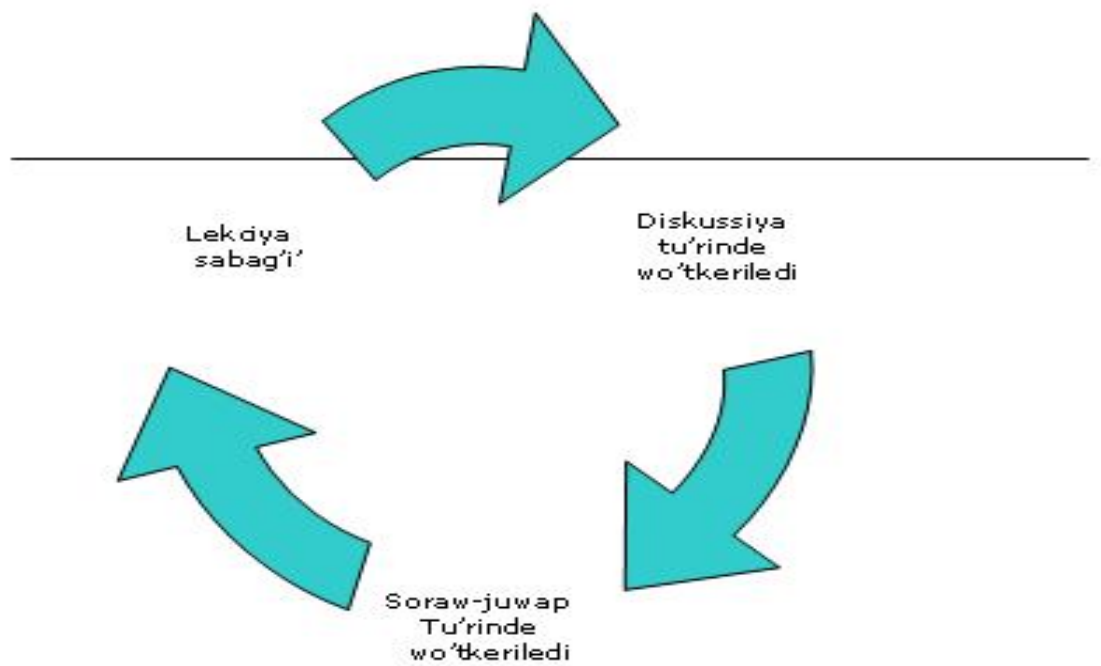 Lekciya
sabag'i'
Diskussiya
tu'rinde
wo'tkeriledi
Soraw-juwap
Tu'rinde
wo'tkeriledi